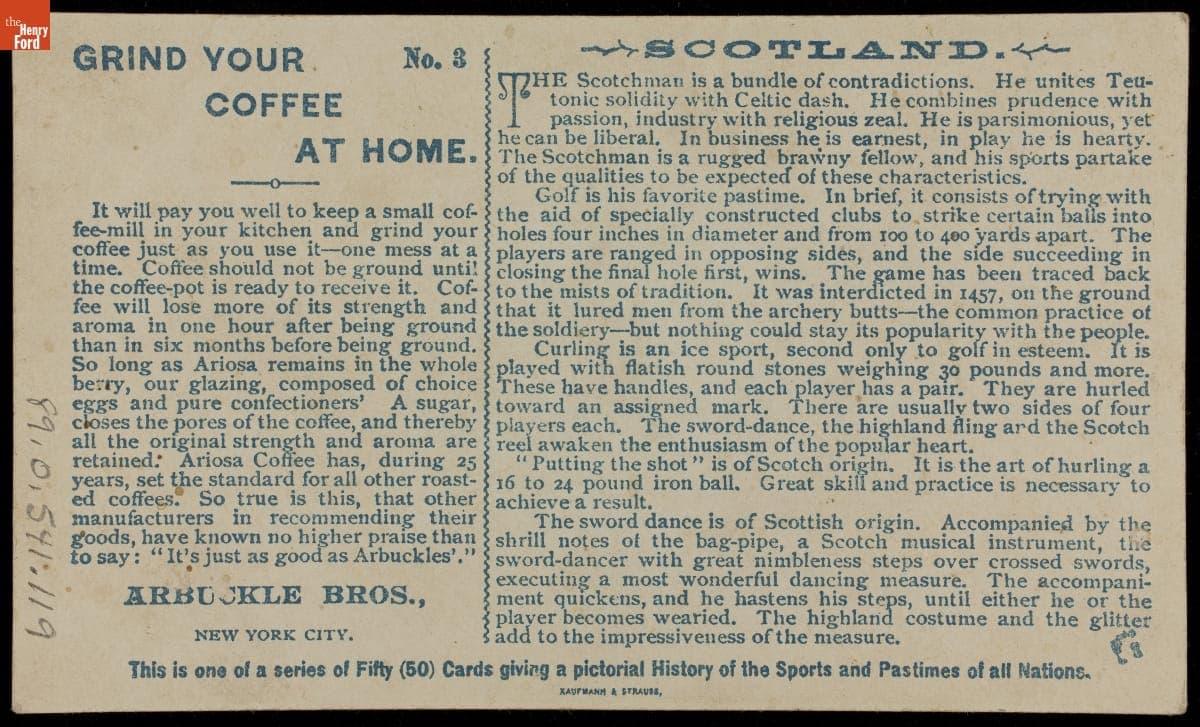 the
Henry
Ford
GRIND YOUR
No. 3
COFFEE
AT HOME.
It will pay you well to keep a small cof-
fee-mill in your kitchen and grind your
coffee just as you use it—one mess at a
time. Coffee should not be ground until
the coffee-pot is ready to receive it. Cof-
fee will lose more of its strength and
aroma in one hour after being ground
than in six months before being ground.
So long as Ariosa remains in the whole
berry, our glazing, composed of choice
eggs and pure confectioners' A sugar,
closes the pores of the coffee, and thereby
all the original strength and aroma are
retained. Ariosa Coffee has, during 25
years, set the standard for all other roast-
ed coffees. So true is this, that other
manufacturers in recommending their
goods, have known no higher praise than
to say: "It's just as good as Arbuckles'."
ARBUCKLE BROS.,
NEW YORK CITY.
SCOTLAND.
THE Scotchman is a bundle of contradictions. He unites Teu-
tonic solidity with Celtic dash. He combines prudence with
passion, industry with religious zeal. He is parsimonious, yet
he can be liberal. In business he is earnest, in play he is hearty.
The Scotchman is a rugged brawny fellow, and his sports partake
of the qualities to be expected of these characteristics.
Golf is his favorite pastime. In brief, it consists of trying with
the aid of specially constructed clubs to strike certain balls into
holes four inches in diameter and from 100 to 400 yards apart. The
players are ranged in opposing sides, and the side succeeding in
closing the final hole first, wins. The game has been traced back
to the mists of tradition. It was interdicted in 1457, on the ground
that it lured men from the archery butts—the common practice of
the soldiery—but nothing could stay its popularity with the people.
Curling is an ice sport, second only to golf in esteem. It is
played with flatish round stones weighing 30 pounds and more.
These have handles, and each player has a pair. They are hurled
toward an assigned mark. There are usually two sides of four
players each. The sword-dance, the highland fling ard the Scotch
reel awaken the enthusiasm of the popular heart.
"Putting the shot" is of Scotch origin. It is the art of hurling a
16 to 24 pound iron ball. Great skill and practice is necessary to
achieve a result.
The sword dance is of Scottish origin. Accompanied by the
shrill notes of the bag-pipe, a Scotch musical instrument, the
sword-dancer with great nimbleness steps over crossed swords,
executing a most wonderful dancing measure. The accompani-
ment quickens, and he hastens his steps, until either he or the
player becomes wearied. The highland costume and the glitter
add to the impressiveness of the measure.
This is one of a series of Fifty (50) Cards giving a pictorial History of the Sports and Pastimes of all Nations.
KAUFMANN & STRAUSS,
89.0.541.119